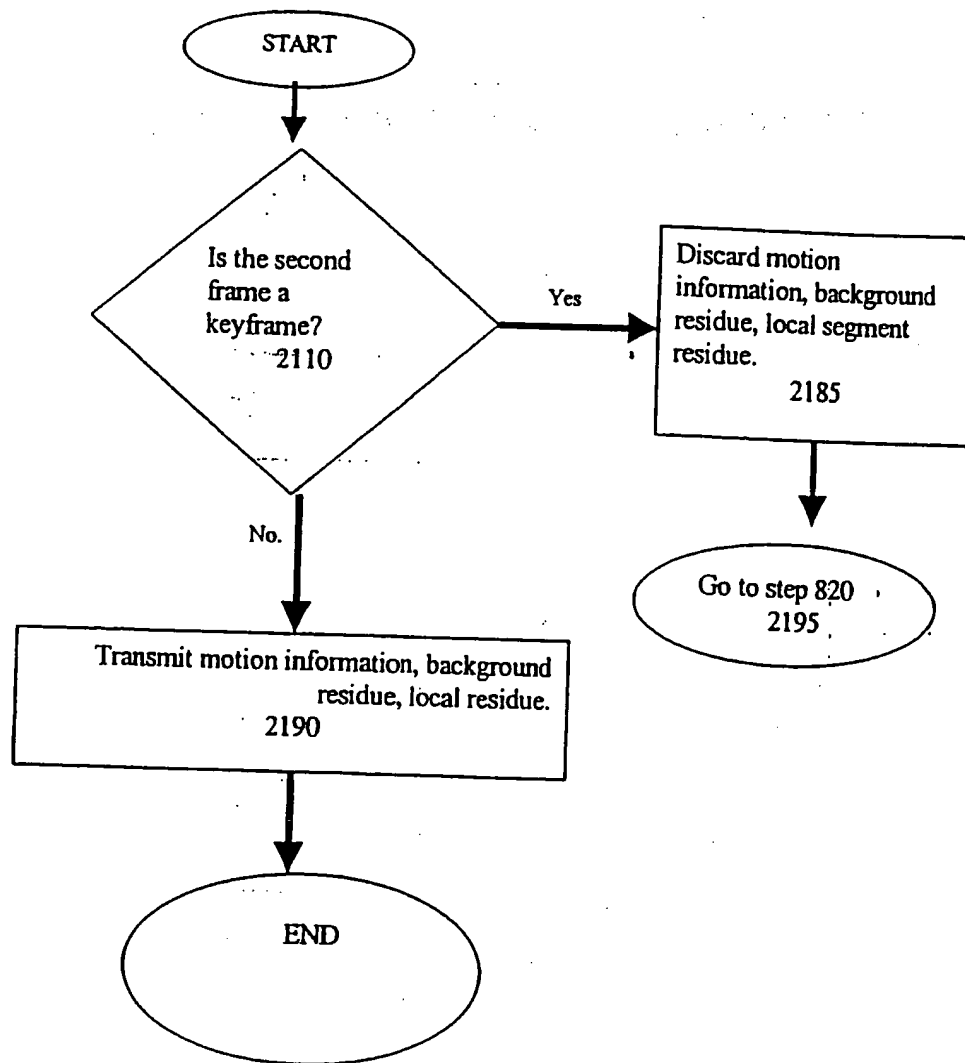 START
Is the second
frame a
keyframe?
2110
Yes
Discard motion
information, background
residue, local segment
residue.
2185
No.
Go to step 820
2195
Transmit motion information, background
residue, local residue.
2190
END